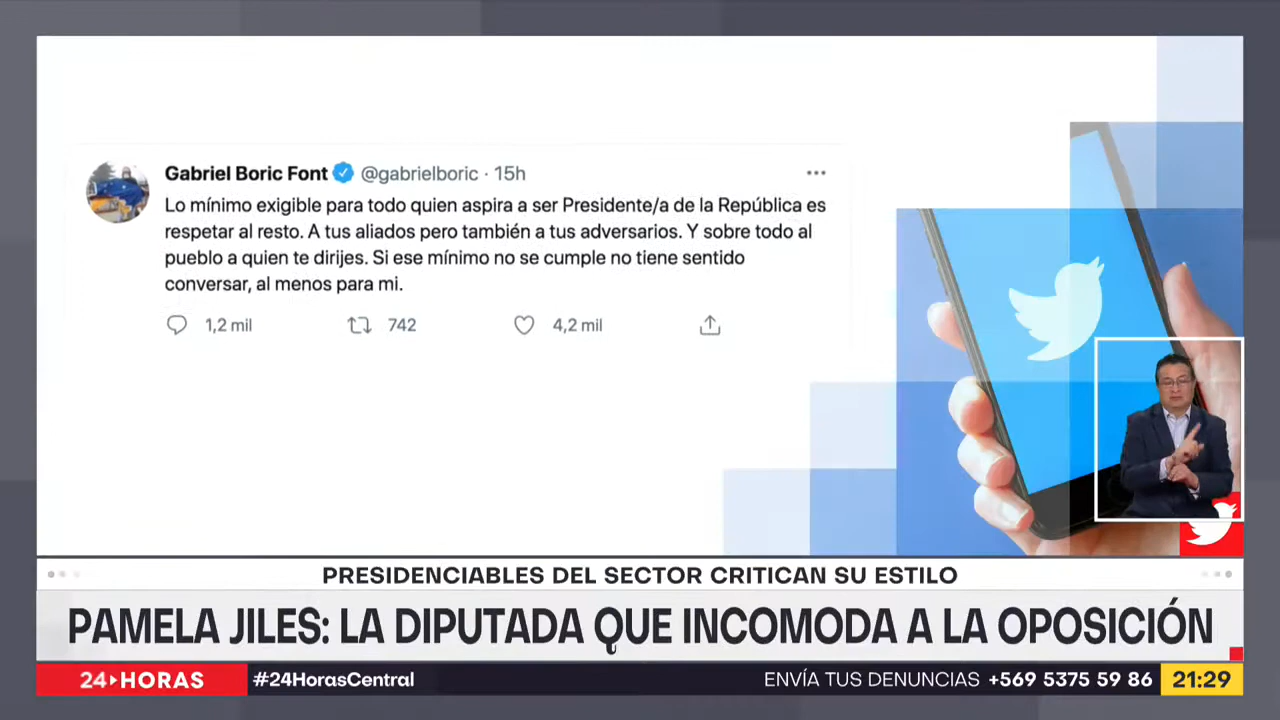 Gabriel Boric Font @gabrielboric · 15h
Lo mínimo exigible para todo quien aspira a ser Presidente/a de la República es
respetar al resto. A tus aliados pero también a tus adversarios. Y sobre todo al
pueblo a quien te dirijes. Si ese mínimo no se cumple no tiene sentido
conversar, al menos para mi.
1,2 mil 742 4,2 mil
PRESIDENCIABLES DEL SECTOR CRITICAN SU ESTILO
PAMELA JILES: LA DIPUTADA QUE INCOMODA A LA OPOSICIÓN
24 HORAS #24HorasCentral ENVÍA TUS DENUNCIAS +569 5375 59 86 21:29